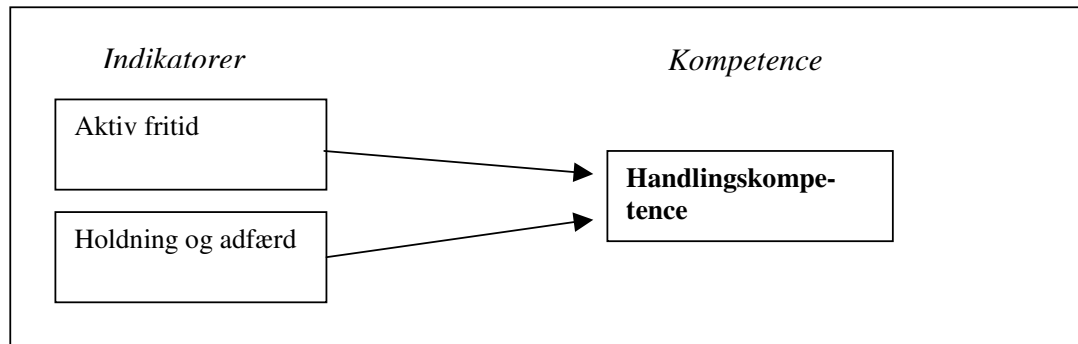 Indikatorer
Kompetence
Aktiv fritid
Handlingskompe-
tence
Holdning og adfærd